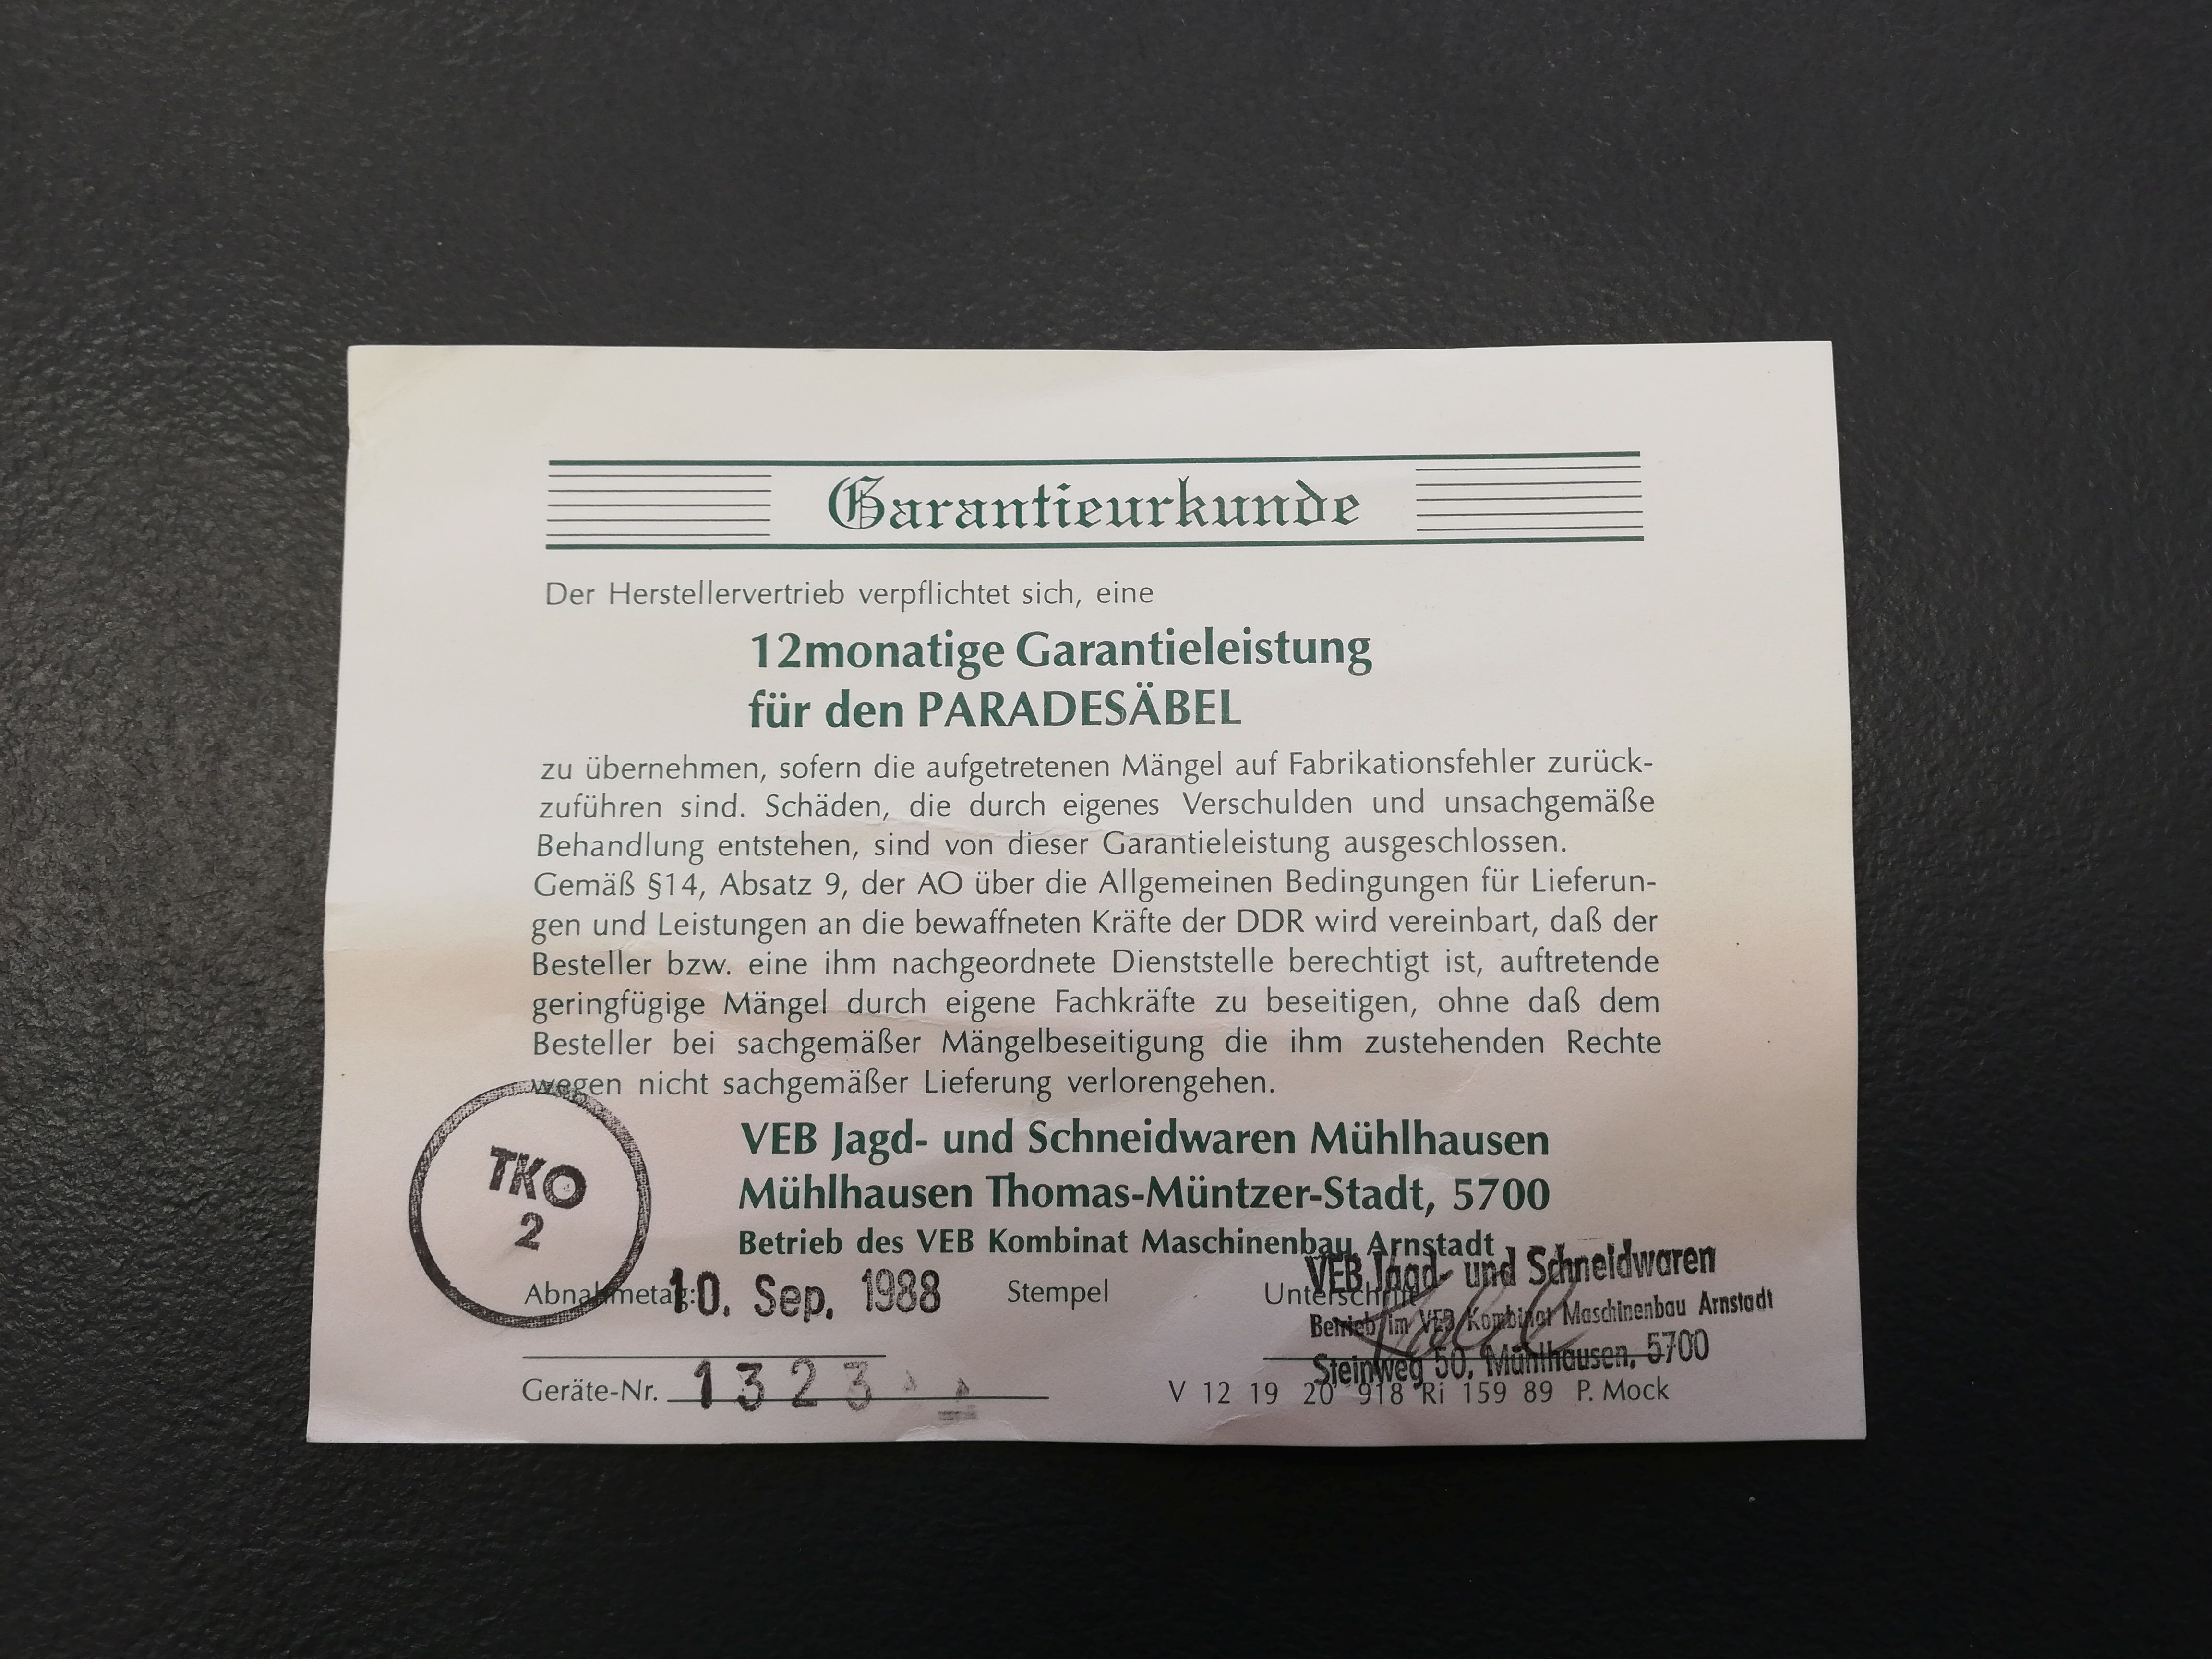 Garantieurkunde
Der Herstellervertrieb verpflichtet sich, eine
12monatige Garantieleistung
für den PARADESÄBEL
zu übernehmen, sofern die aufgetretenen Mängel auf Fabrikationsfehler zurück-
zuführen sind. Schäden, die durch eigenes Verschulden und unsachgemäße
Behandlung entstehen, sind von dieser Garantieleistung ausgeschlossen.
Gemäß §14, Absatz 9, der AO über die Allgemeinen Bedingungen für Lieferun-
gen und Leistungen an die bewaffneten Kräfte der DDR wird vereinbart, daß der
Besteller bzw. eine ihm nachgeordnete Dienststelle berechtigt ist, auftretende
geringfügige Mängel durch eigene Fachkräfte zu beseitigen, ohne daß dem
Besteller bei sachgemäßer Mängelbeseitigung die ihm zustehenden Rechte
wegen nicht sachgemäßer Lieferung verlorengehen.
TKO
2
VEB Jagd- und Schneidwaren Mühlhausen
Mühlhausen Thomas-Müntzer-Stadt, 5700
Betrieb des VEB Kombinat Maschinenbau Arnstadt
Abnahmetag: 10. Sep. 1988 Stempel Unterschrift
VEB Jagd- und Schneidwaren
Betrieb im VEB Kombinat Maschinenbau Arnstadt
Steinweg 50, Mühlhausen, 5700
Geräte-Nr. 1323
V 12 19 20 918 Ri 159 89 P. Mock